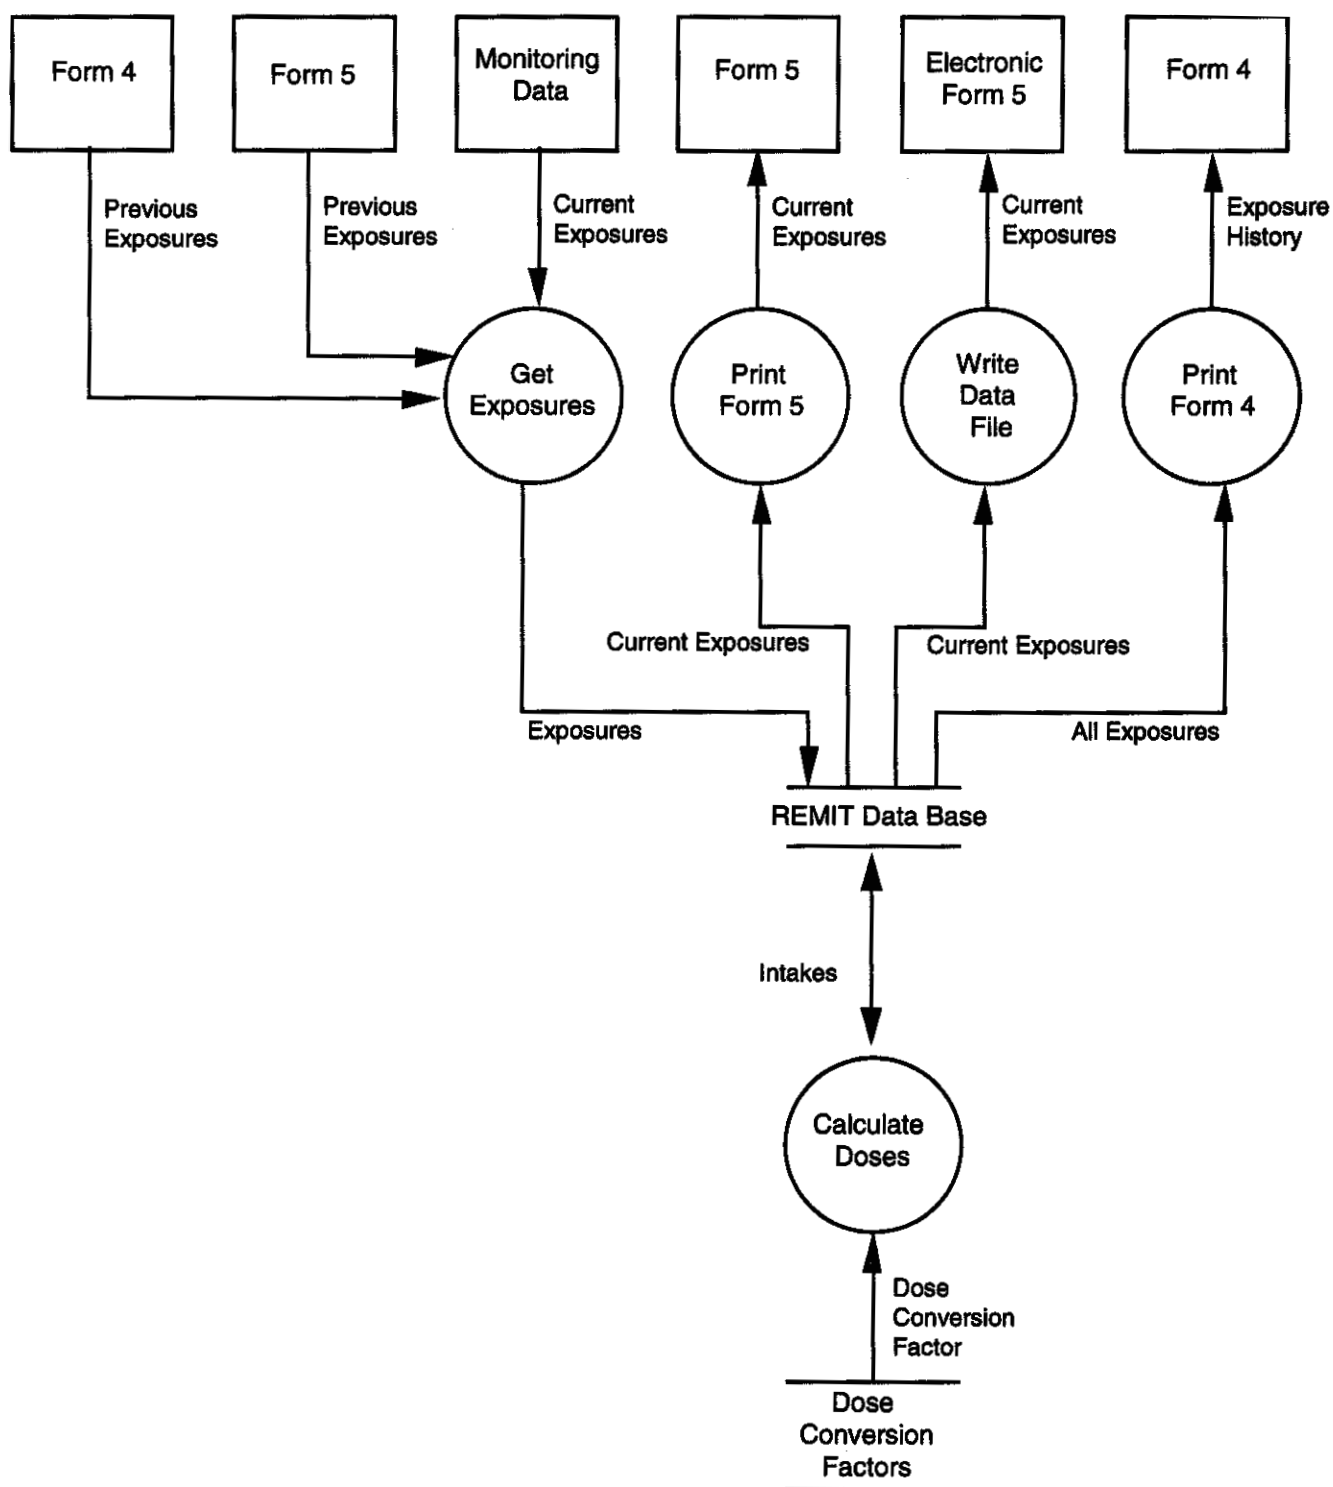 Form 4
Form 5
Monitoring
Data
Form 5
Electronic
Form 5
Form 4
Previous
Exposures
Previous
Exposures
Current
Exposures
Current
Exposures
Current
Exposures
Exposure
History
Get
Exposures
Print
Form 5
Write
Data
File
Print
Form 4
Current Exposures
Current Exposures
Exposures
All Exposures
REMIT Data Base
Intakes
Calculate
Doses
Dose
Conversion
Factor
Dose
Conversion
Factors